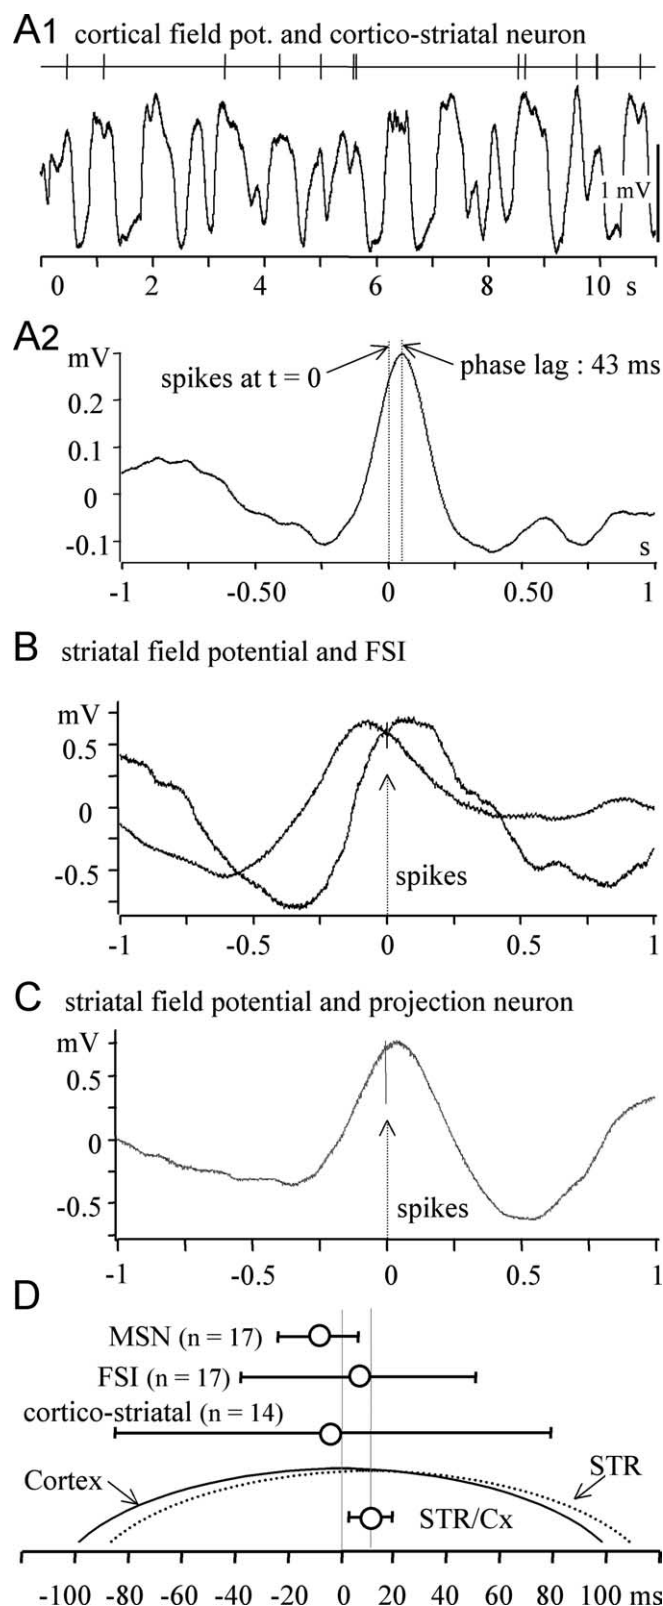 A1 cortical field pot. and cortico-striatal neuron
1 mV
0 2 4 6 8 10 s
A2
mV
spikes at t = 0
phase lag : 43 ms
0.2
0.1
0
-0.1
s
-1 -0.50 0 0.50 1
B striatal field potential and FSI
mV
0.5
0
-0.5
spikes
-1 -0.5 0 0.5 1
C striatal field potential and projection neuron
mV
0.5
0
-0.5
spikes
-1 -0.5 0 0.5 1
D
MSN (n = 17)
FSI (n = 17)
cortico-striatal (n = 14)
Cortex
STR
STR/Cx
-100 -80 -60 -40 -20 0 20 40 60 80 100 ms